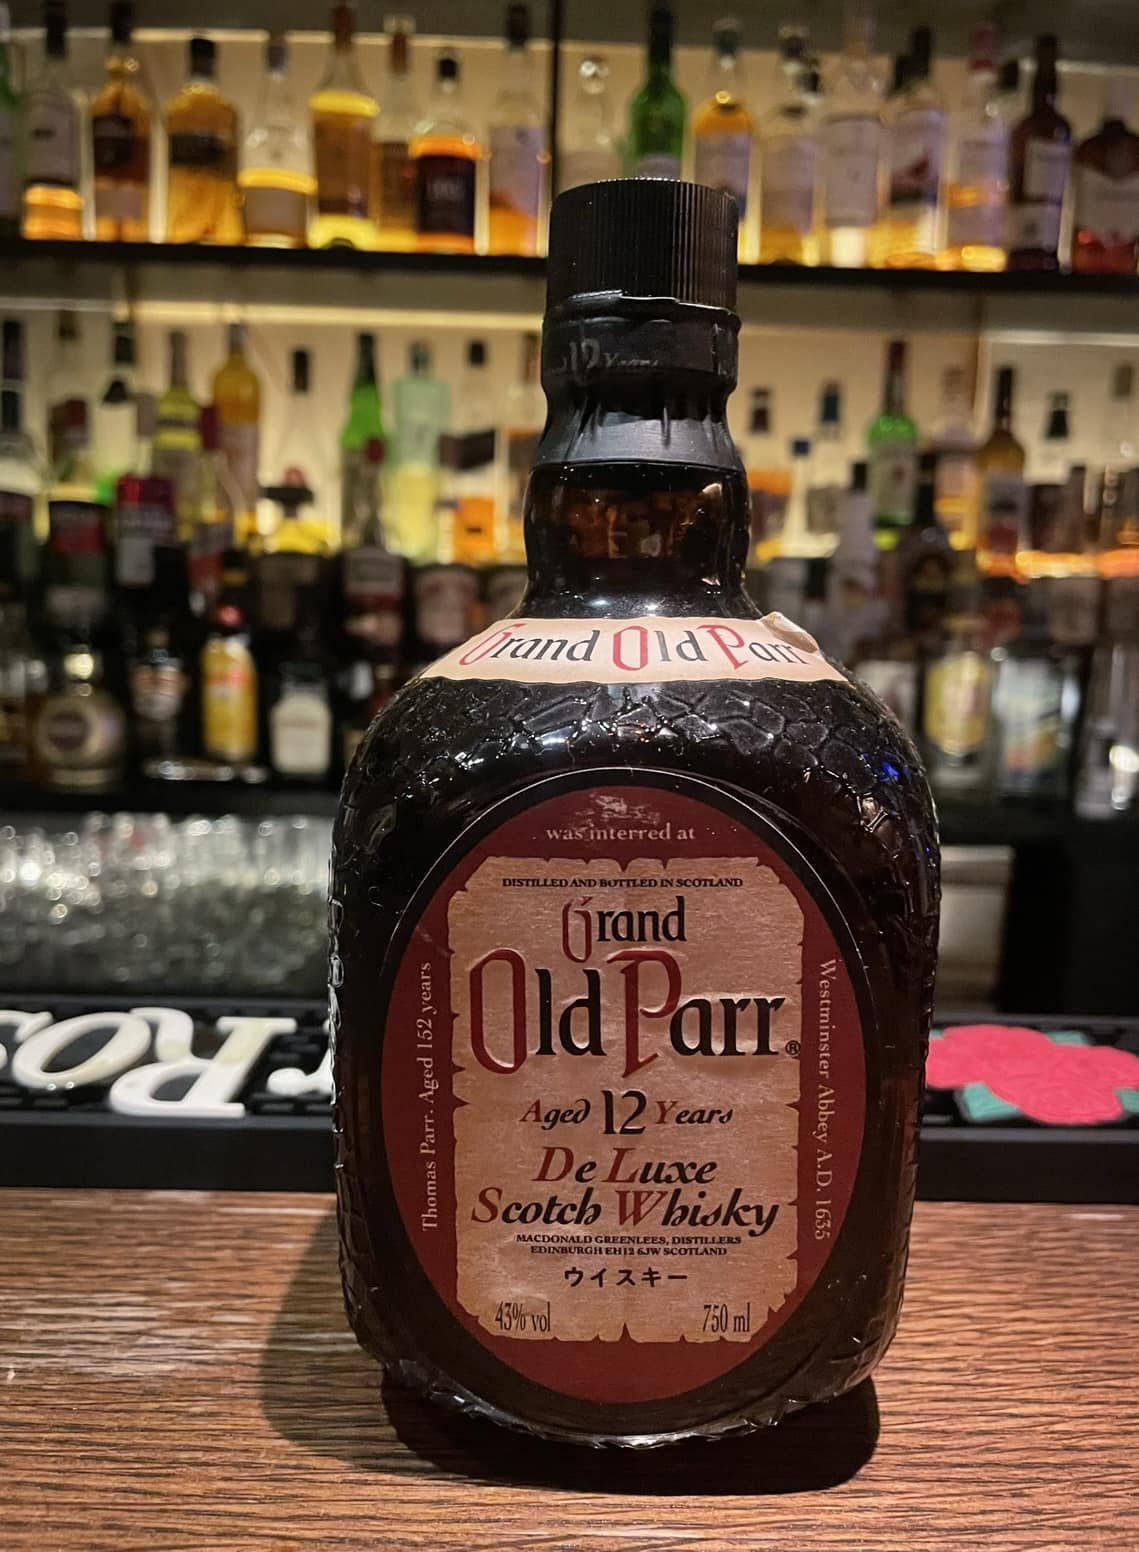 12 Years
Grand Old Parr
was interred at
DISTILLED AND BOTTLED IN SCOTLAND
Grand
Old Parr®
Aged 12 Years
De Luxe
Scotch Whisky
MACDONALD GREENLEES, DISTILLERS
EDINBURGH EH12 6JW SCOTLAND
ウイスキー
43% vol 750 ml
Thomas Parr. Aged 152 years
Westminster Abbey A.D. 1635